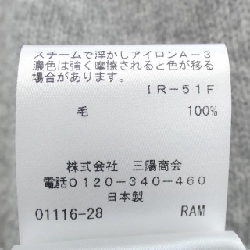 スチームで浮かしアイロンA-3
濃色は強く摩擦されると色が移る
場合があります。
IR-51F
毛 100%
株式会社 三陽商会
電話0120-340-460
日本製
01116-28 RAM